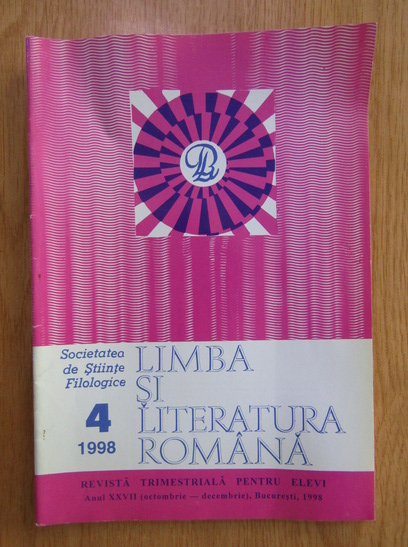 Societatea
de Științe
Filologice
4
1998
LIMBA
ȘI
LITERATURA
ROMÂNĂ
REVISTĂ TRIMESTRIALĂ PENTRU ELEVI
Anul XXVII (octombrie — decembrie), București, 1998